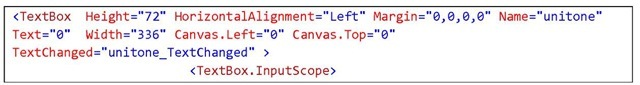 <TextBox Height="72" HorizontalAlignment="Left" Margin="0,0,0,0" Name="unitone"
Text="0" Width="336" Canvas.Left="0" Canvas.Top="0"
TextChanged="unitone_TextChanged" >
<TextBox.InputScope>